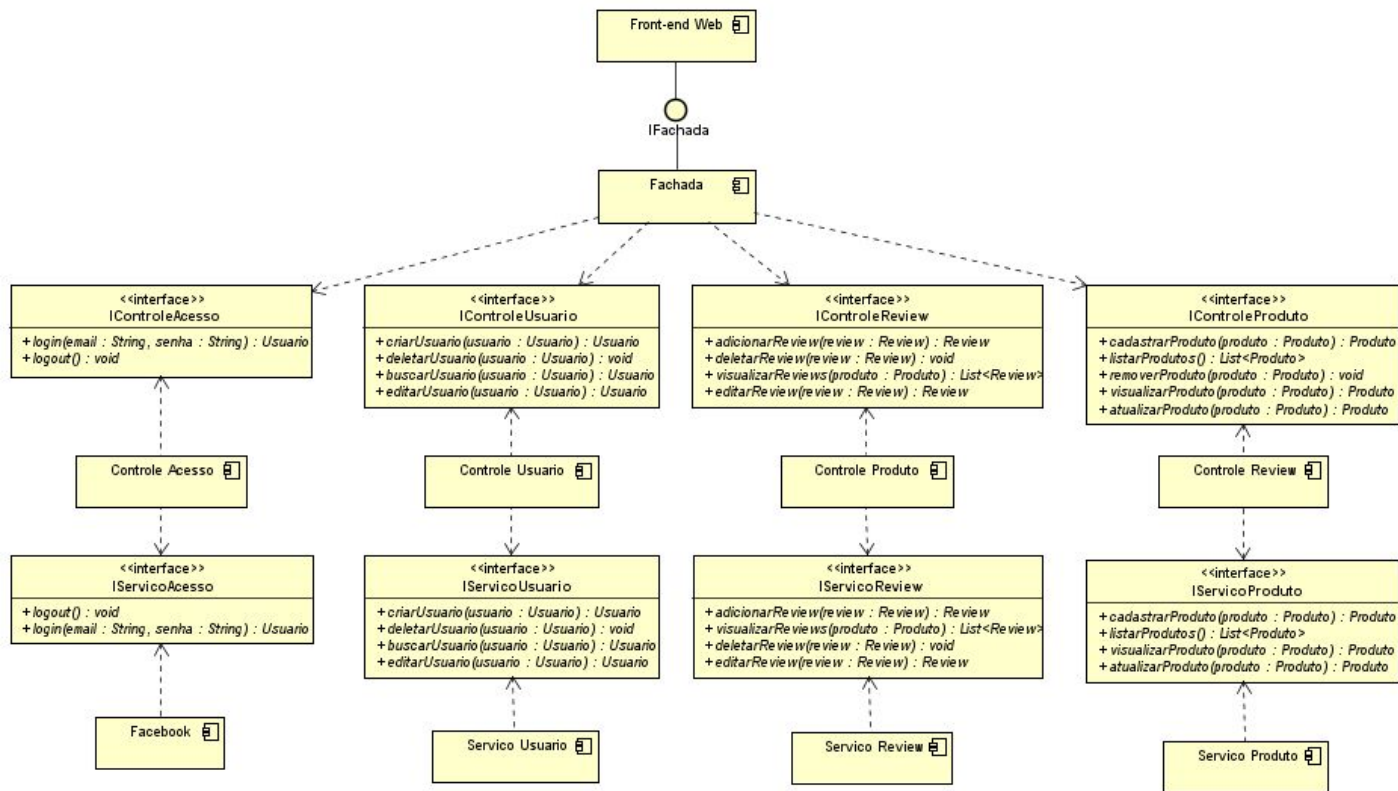 Front-end Web
IFachada
Fachada
<<interface>>
IControleAcesso
+ login(email : String, senha : String) : Usuario
+ logout() : void
<<interface>>
IControleUsuario
+ criarUsuario(usuario : Usuario) : Usuario
+ deletarUsuario(usuario : Usuario) : void
+ buscarUsuario(usuario : Usuario) : Usuario
+ editarUsuario(usuario : Usuario) : Usuario
<<interface>>
IControleReview
+ adicionarReview(review : Review) : Review
+ deletarReview(review : Review) : void
+ visualizarReviews(produto : Produto) : List<Review>
+ editarReview(review : Review) : Review
<<interface>>
IControleProduto
+ cadastrarProduto(produto : Produto) : Produto
+ listarProdutos() : List<Produto>
+ removerProduto(produto : Produto) : void
+ visualizarProduto(produto : Produto) : Produto
+ atualizarProduto(produto : Produto) : Produto
Controle Acesso
Controle Usuario
Controle Produto
Controle Review
<<interface>>
IServicoAcesso
+ logout() : void
+ login(email : String, senha : String) : Usuario
<<interface>>
IServicoUsuario
+ criarUsuario(usuario : Usuario) : Usuario
+ deletarUsuario(usuario : Usuario) : void
+ buscarUsuario(usuario : Usuario) : Usuario
+ editarUsuario(usuario : Usuario) : Usuario
<<interface>>
IServicoReview
+ adicionarReview(review : Review) : Review
+ visualizarReviews(produto : Produto) : List<Review>
+ deletarReview(review : Review) : void
+ editarReview(review : Review) : Review
<<interface>>
IServicoProduto
+ cadastrarProduto(produto : Produto) : Produto
+ listarProdutos() : List<Produto>
+ visualizarProduto(produto : Produto) : Produto
+ atualizarProduto(produto : Produto) : Produto
Facebook
Servico Usuario
Servico Review
Servico Produto